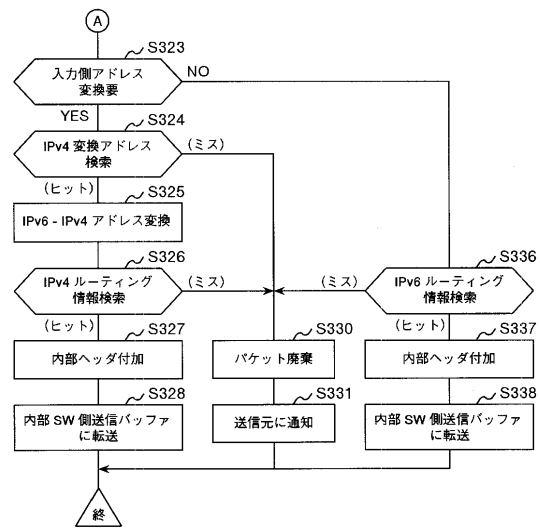 A
S323
入力側アドレス
変換要
NO
YES
S324
IPv4 変換アドレス
検索
(ミス)
(ヒット)
S325
IPv6 - IPv4 アドレス変換
S326
IPv4 ルーティング
情報検索
(ミス)
(ミス)
S336
IPv6 ルーティング
情報検索
(ヒット)
S327
内部ヘッダ付加
S330
パケット廃棄
(ヒット)
S337
内部ヘッダ付加
S328
内部 SW 側送信バッファ
に転送
S331
送信元に通知
S338
内部 SW 側送信バッファ
に転送
終